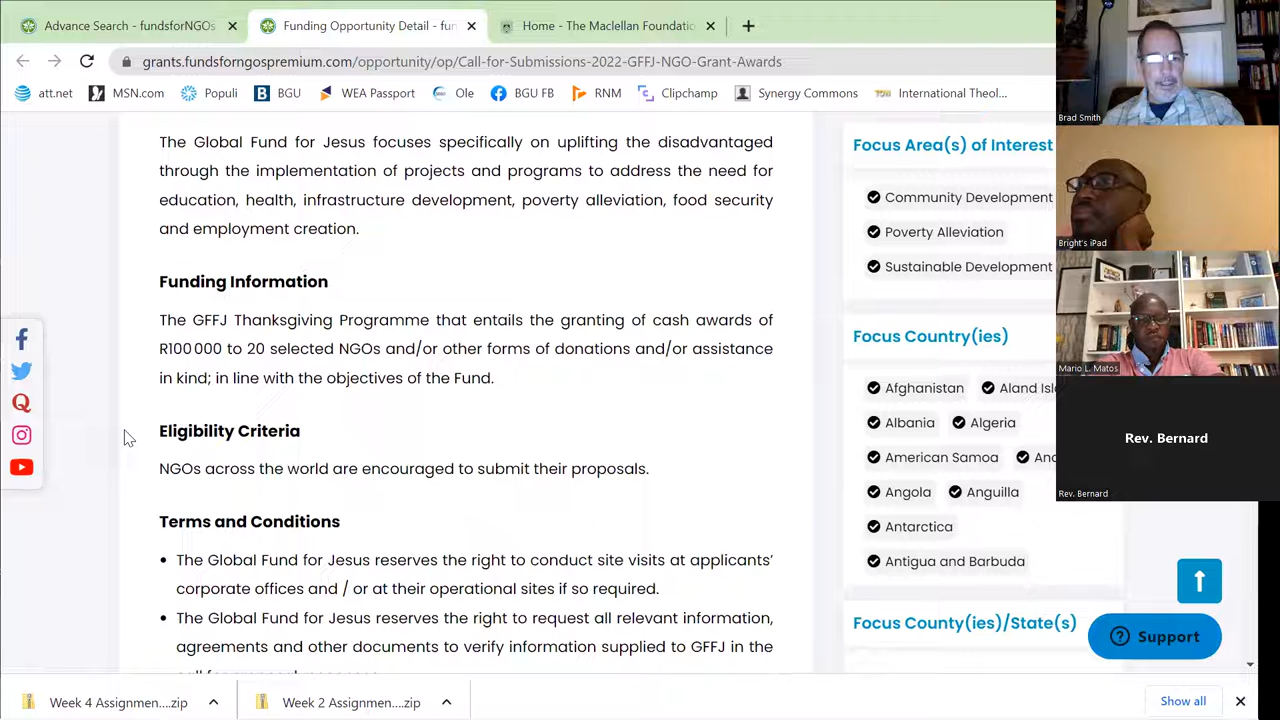 Advance Search - fundsforNGOs
Funding Opportunity Detail - fun
Home - The Maclellan Foundatio
grants.fundsforngospremium.com/opportunity/op/Call-for-Submissions-2022-GFFJ-NGO-Grant-Awards
att.net
MSN.com
Populi
BGU
WEA Passport
Ole
BGU FB
RNM
Clipchamp
Synergy Commons
International Theol...
The Global Fund for Jesus focuses specifically on uplifting the disadvantaged
through the implementation of projects and programs to address the need for
education, health, infrastructure development, poverty alleviation, food security
and employment creation.
Funding Information
The GFFJ Thanksgiving Programme that entails the granting of cash awards of
R100 000 to 20 selected NGOs and/or other forms of donations and/or assistance
in kind; in line with the objectives of the Fund.
Eligibility Criteria
NGOs across the world are encouraged to submit their proposals.
Terms and Conditions
• The Global Fund for Jesus reserves the right to conduct site visits at applicants’
corporate offices and / or at their operational sites if so required.
• The Global Fund for Jesus reserves the right to request all relevant information,
agreements and other documents to verify information supplied to GFFJ in the
Focus Area(s) of Interest
Community Development
Poverty Alleviation
Sustainable Development
Focus Country(ies)
Afghanistan
Aland Isl
Albania
Algeria
American Samoa
Angola
Anguilla
Antarctica
Antigua and Barbuda
Focus County(ies)/State(s)
Support
Brad Smith
Bright's iPad
Mario L. Matos
Rev. Bernard
Rev. Bernard
Week 4 Assignmen....zip
Week 2 Assignmen....zip
Show all